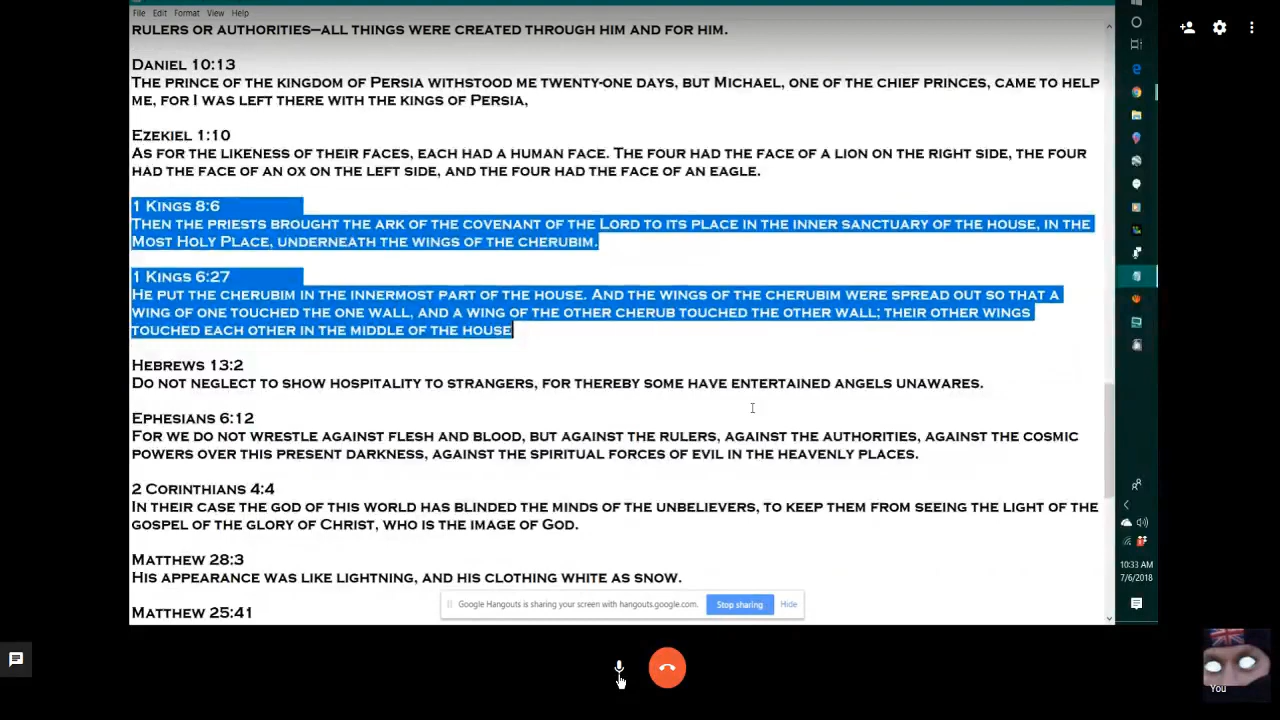 File Edit Format View Help
RULERS OR AUTHORITIES—ALL THINGS WERE CREATED THROUGH HIM AND FOR HIM.
DANIEL 10:13
THE PRINCE OF THE KINGDOM OF PERSIA WITHSTOOD ME TWENTY-ONE DAYS, BUT MICHAEL, ONE OF THE CHIEF PRINCES, CAME TO HELP
ME, FOR I WAS LEFT THERE WITH THE KINGS OF PERSIA,
EZEKIEL 1:10
AS FOR THE LIKENESS OF THEIR FACES, EACH HAD A HUMAN FACE. THE FOUR HAD THE FACE OF A LION ON THE RIGHT SIDE, THE FOUR
HAD THE FACE OF AN OX ON THE LEFT SIDE, AND THE FOUR HAD THE FACE OF AN EAGLE.
1 KINGS 8:6
THEN THE PRIESTS BROUGHT THE ARK OF THE COVENANT OF THE LORD TO ITS PLACE IN THE INNER SANCTUARY OF THE HOUSE, IN THE
MOST HOLY PLACE, UNDERNEATH THE WINGS OF THE CHERUBIM.
1 KINGS 6:27
HE PUT THE CHERUBIM IN THE INNERMOST PART OF THE HOUSE. AND THE WINGS OF THE CHERUBIM WERE SPREAD OUT SO THAT A
WING OF ONE TOUCHED THE ONE WALL, AND A WING OF THE OTHER CHERUB TOUCHED THE OTHER WALL; THEIR OTHER WINGS
TOUCHED EACH OTHER IN THE MIDDLE OF THE HOUSE
HEBREWS 13:2
DO NOT NEGLECT TO SHOW HOSPITALITY TO STRANGERS, FOR THEREBY SOME HAVE ENTERTAINED ANGELS UNAWARES.
EPHESIANS 6:12
FOR WE DO NOT WRESTLE AGAINST FLESH AND BLOOD, BUT AGAINST THE RULERS, AGAINST THE AUTHORITIES, AGAINST THE COSMIC
POWERS OVER THIS PRESENT DARKNESS, AGAINST THE SPIRITUAL FORCES OF EVIL IN THE HEAVENLY PLACES.
2 CORINTHIANS 4:4
IN THEIR CASE THE GOD OF THIS WORLD HAS BLINDED THE MINDS OF THE UNBELIEVERS, TO KEEP THEM FROM SEEING THE LIGHT OF THE
GOSPEL OF THE GLORY OF CHRIST, WHO IS THE IMAGE OF GOD.
MATTHEW 28:3
HIS APPEARANCE WAS LIKE LIGHTNING, AND HIS CLOTHING WHITE AS SNOW.
MATTHEW 25:41
Google Hangouts is sharing your screen with hangouts.google.com. Stop sharing Hide
10:33 AM
7/6/2018
You